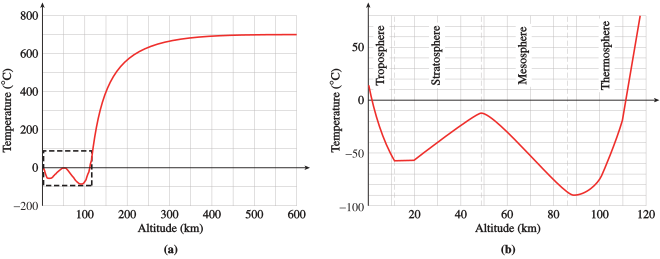 800
600
400
200
0
−200
100 200 300 400 500 600
Temperature (°C)
Altitude (km)
(a)
50
0
−50
−100
20 40 60 80 100 120
Temperature (°C)
Troposphere
Stratosphere
Mesosphere
Thermosphere
Altitude (km)
(b)